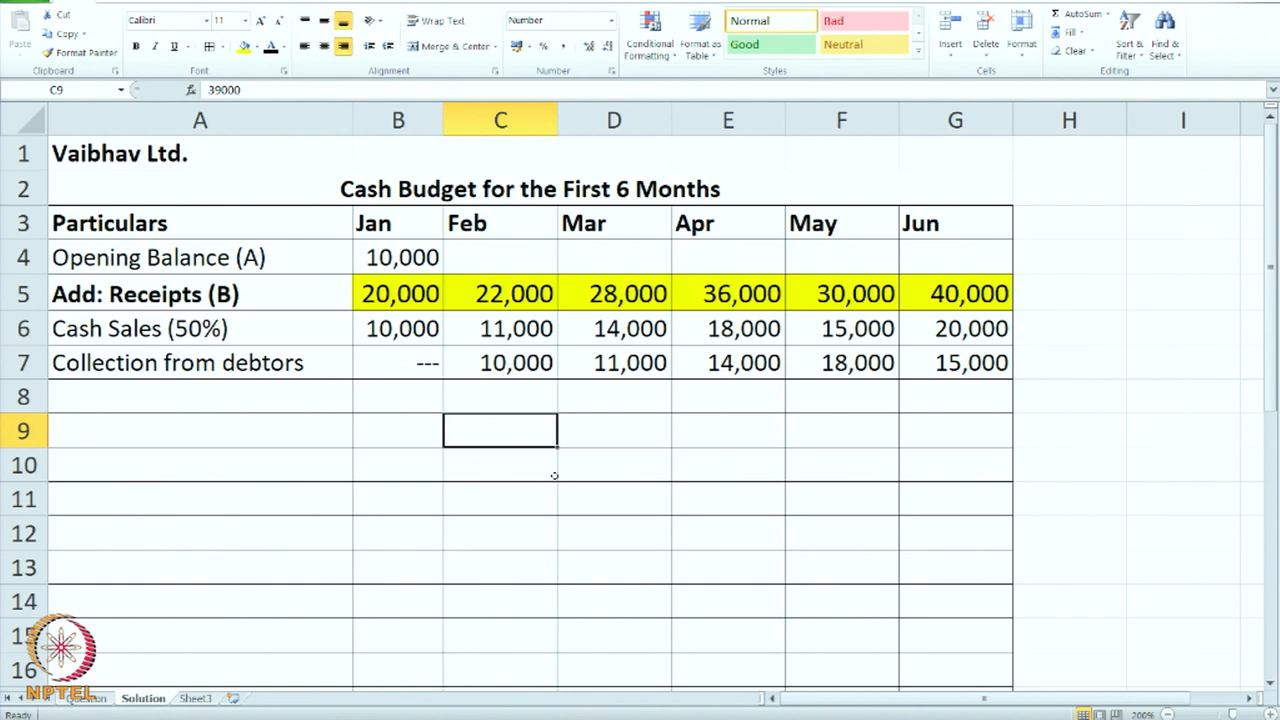 Cut
Copy
Paste
Format Painter
Clipboard
Calibri 11
B I U
Font
Wrap Text
Merge & Center
Alignment
Number
%
Number
Conditional Formatting
Format as Table
Normal Bad
Good Neutral
Styles
Insert Delete Format
Cells
Σ AutoSum
Fill
Clear
Sort & Filter
Find & Select
Editing
C9 fx 39000
A B C D E F G H I
1 Vaibhav Ltd.
2 Cash Budget for the First 6 Months
3 Particulars Jan Feb Mar Apr May Jun
4 Opening Balance (A) 10,000
5 Add: Receipts (B) 20,000 22,000 28,000 36,000 30,000 40,000
6 Cash Sales (50%) 10,000 11,000 14,000 18,000 15,000 20,000
7 Collection from debtors --- 10,000 11,000 14,000 18,000 15,000
8
9
10
11
12
13
14
15
16
NPTEL
Solution Sheet3
Ready 200%